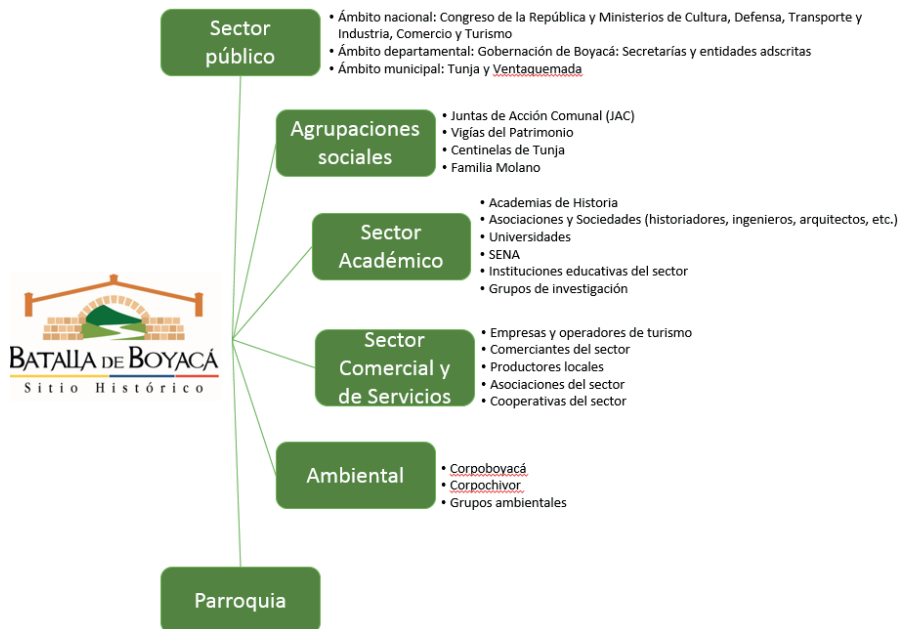 Sector
público
• Ámbito nacional: Congreso de la República y Ministerios de Cultura, Defensa, Transporte y
Industria, Comercio y Turismo
• Ámbito departamental: Gobernación de Boyacá: Secretarías y entidades adscritas
• Ámbito municipal: Tunja y Ventaquemada
Agrupaciones
sociales
• Juntas de Acción Comunal (JAC)
• Vigías del Patrimonio
• Centinelas de Tunja
• Familia Molano
Sector
Académico
• Academias de Historia
• Asociaciones y Sociedades (historiadores, ingenieros, arquitectos, etc.)
• Universidades
• SENA
• Instituciones educativas del sector
• Grupos de investigación
BATALLA DE BOYACÁ
Sitio Histórico
Sector
Comercial y
de Servicios
• Empresas y operadores de turismo
• Comerciantes del sector
• Productores locales
• Asociaciones del sector
• Cooperativas del sector
Ambiental
• Corpoboyacá
• Corpochivor
• Grupos ambientales
Parroquia